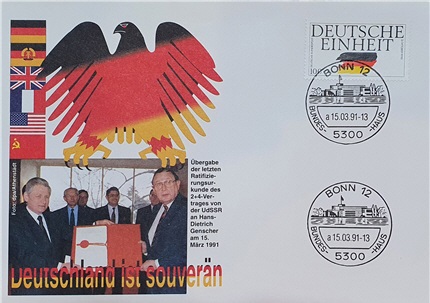 DEUTSCHE
EINHEIT
100
BONN 12
a 15.03.91-13
BUNDES- -HAUS
5300
Übergabe
der letzten
Ratifizie-
rungsur-
kunde des
2+4-Ver-
trages von
der UdSSR
an Hans-
Dietrich
Genscher
am 15.
März 1991
Deutschland ist souverän
BONN 12
a 15.03.91-13
BUNDES- -HAUS
5300